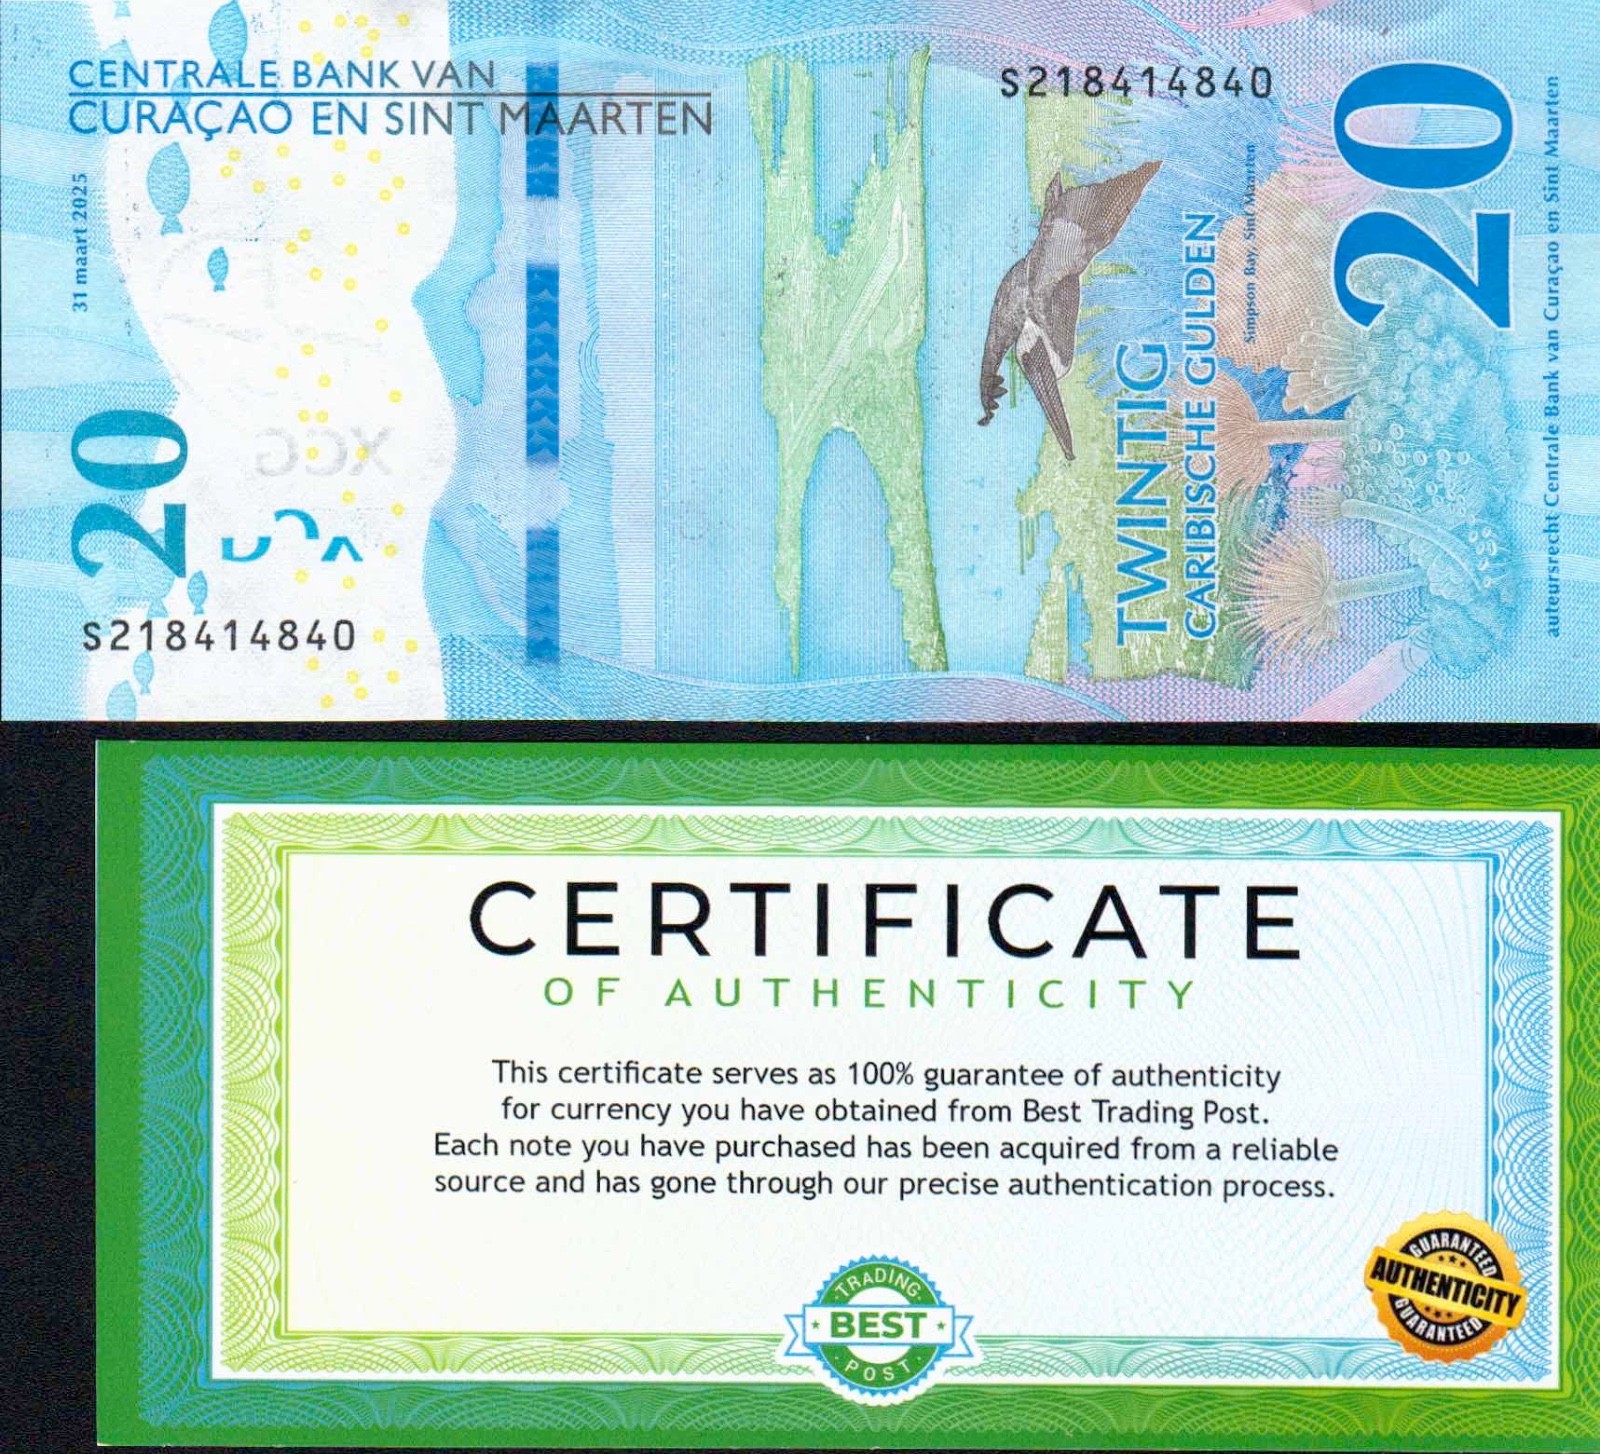 CENTRALE BANK VAN
CURAÇAO EN SINT MAARTEN
S218414840
31 maart 2025
20
XCG
S218414840
TWINTIG
CARIBISCHE GULDEN
Simpson Bay, Sint Maarten
20
auteursrecht Centrale Bank van Curaçao en Sint Maarten
CERTIFICATE
OF AUTHENTICITY
This certificate serves as 100% guarantee of authenticity
for currency you have obtained from Best Trading Post.
Each note you have purchased has been acquired from a reliable
source and has gone through our precise authentication process.
TRADING
BEST
POST
GUARANTEED
AUTHENTICITY
GUARANTEED